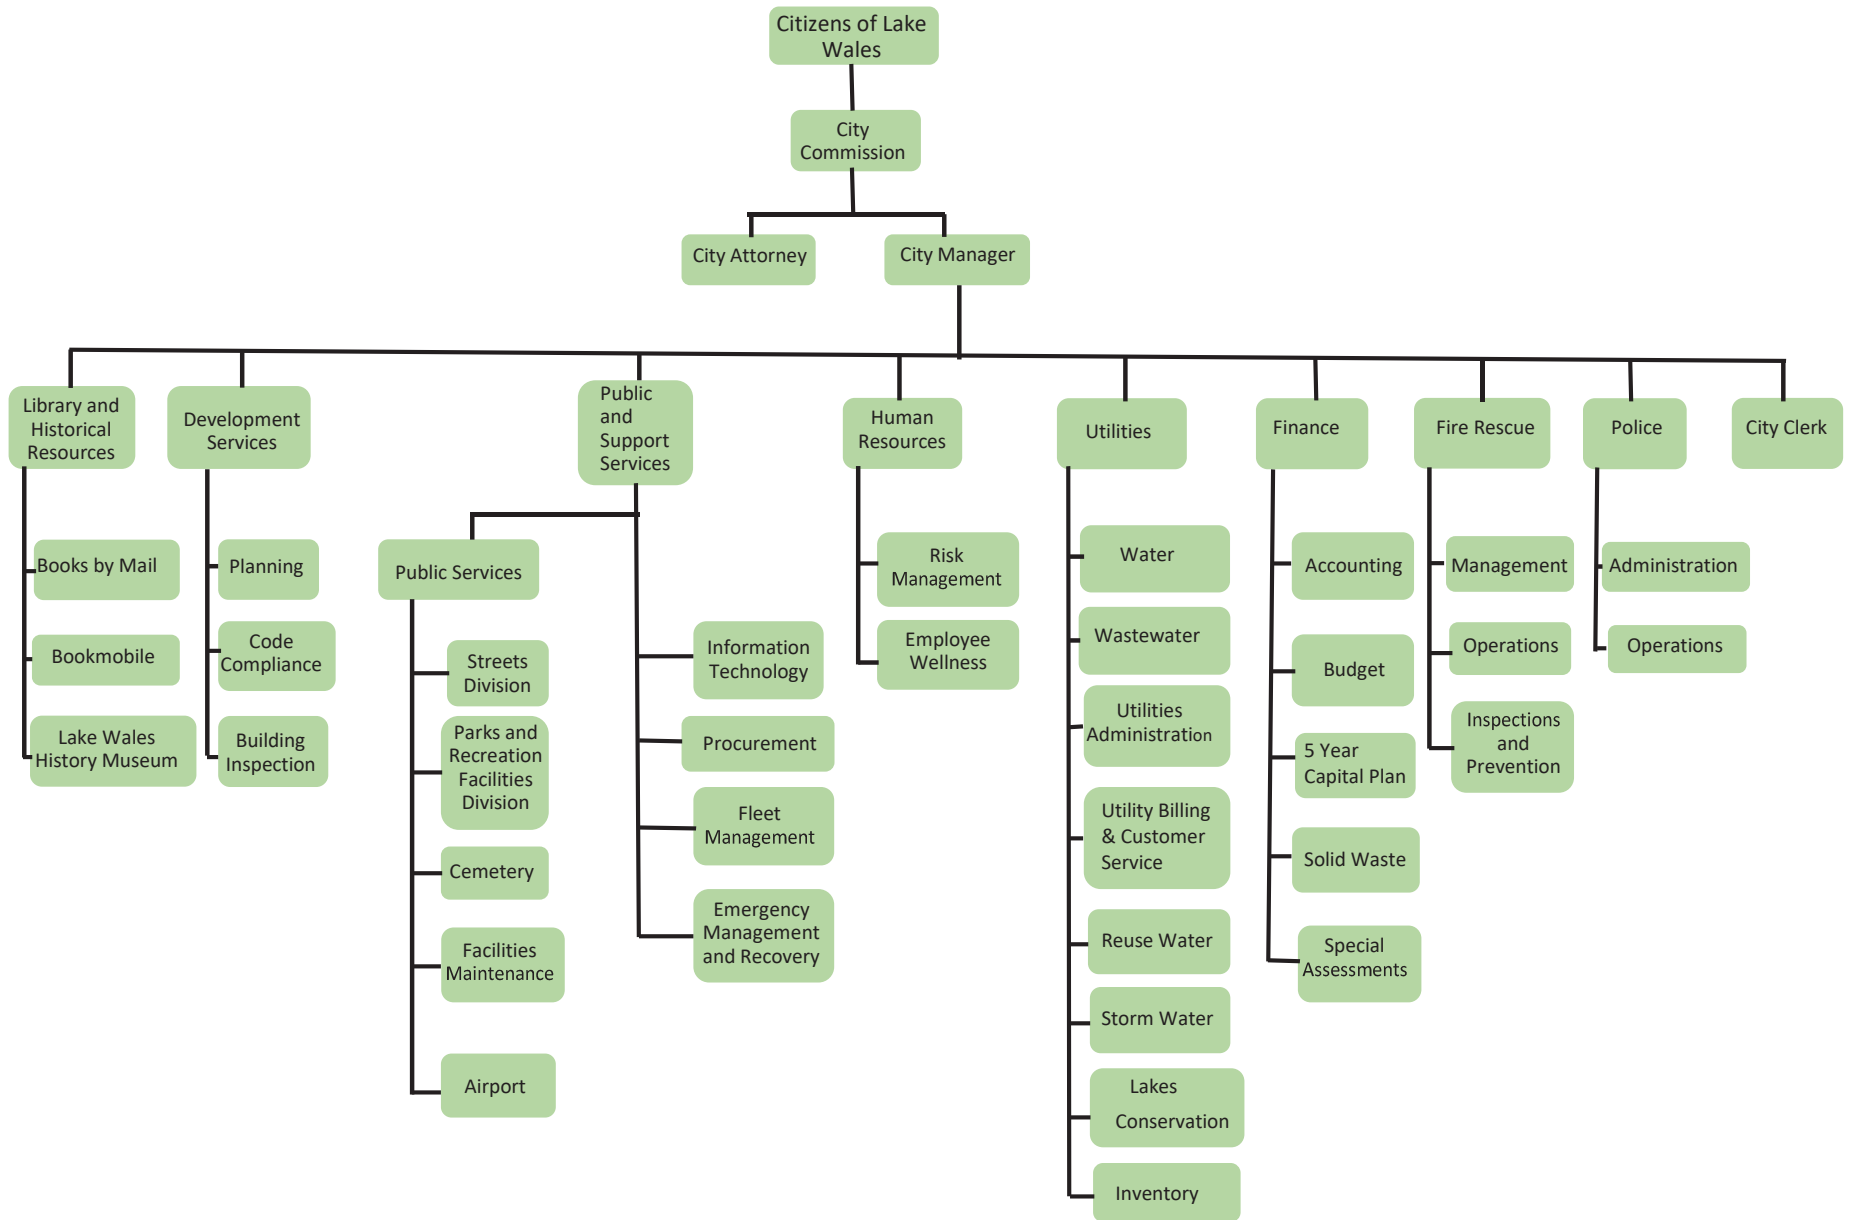 Citizens of Lake
Wales
City
Commission
City Attorney
City Manager
Library and
Historical
Resources
Development
Services
Public
and
Support
Services
Human
Resources
Utilities
Finance
Fire Rescue
Police
City Clerk
Books by Mail
Bookmobile
Lake Wales
History Museum
Planning
Code
Compliance
Building
Inspection
Public Services
Streets
Division
Parks and
Recreation
Facilities
Division
Cemetery
Facilities
Maintenance
Airport
Information
Technology
Procurement
Fleet
Management
Emergency
Management
and Recovery
Risk
Management
Employee
Wellness
Water
Wastewater
Utilities
Administration
Utility Billing
& Customer
Service
Reuse Water
Storm Water
Lakes
Conservation
Inventory
Accounting
Budget
5 Year
Capital Plan
Solid Waste
Special
Assessments
Management
Operations
Inspections
and
Prevention
Administration
Operations